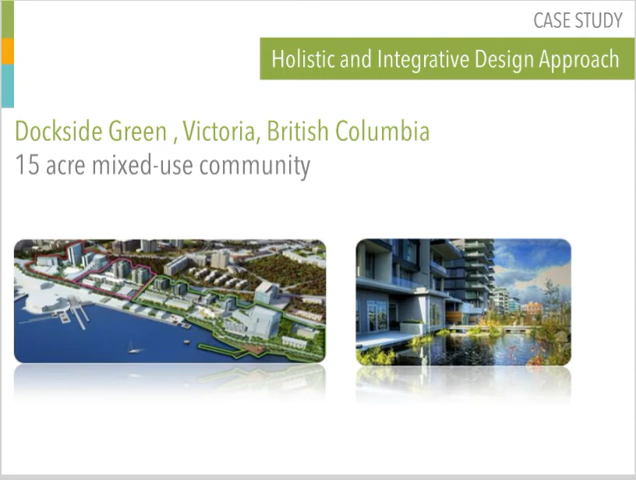 CASE STUDY
Holistic and Integrative Design Approach
Dockside Green , Victoria, British Columbia
15 acre mixed-use community